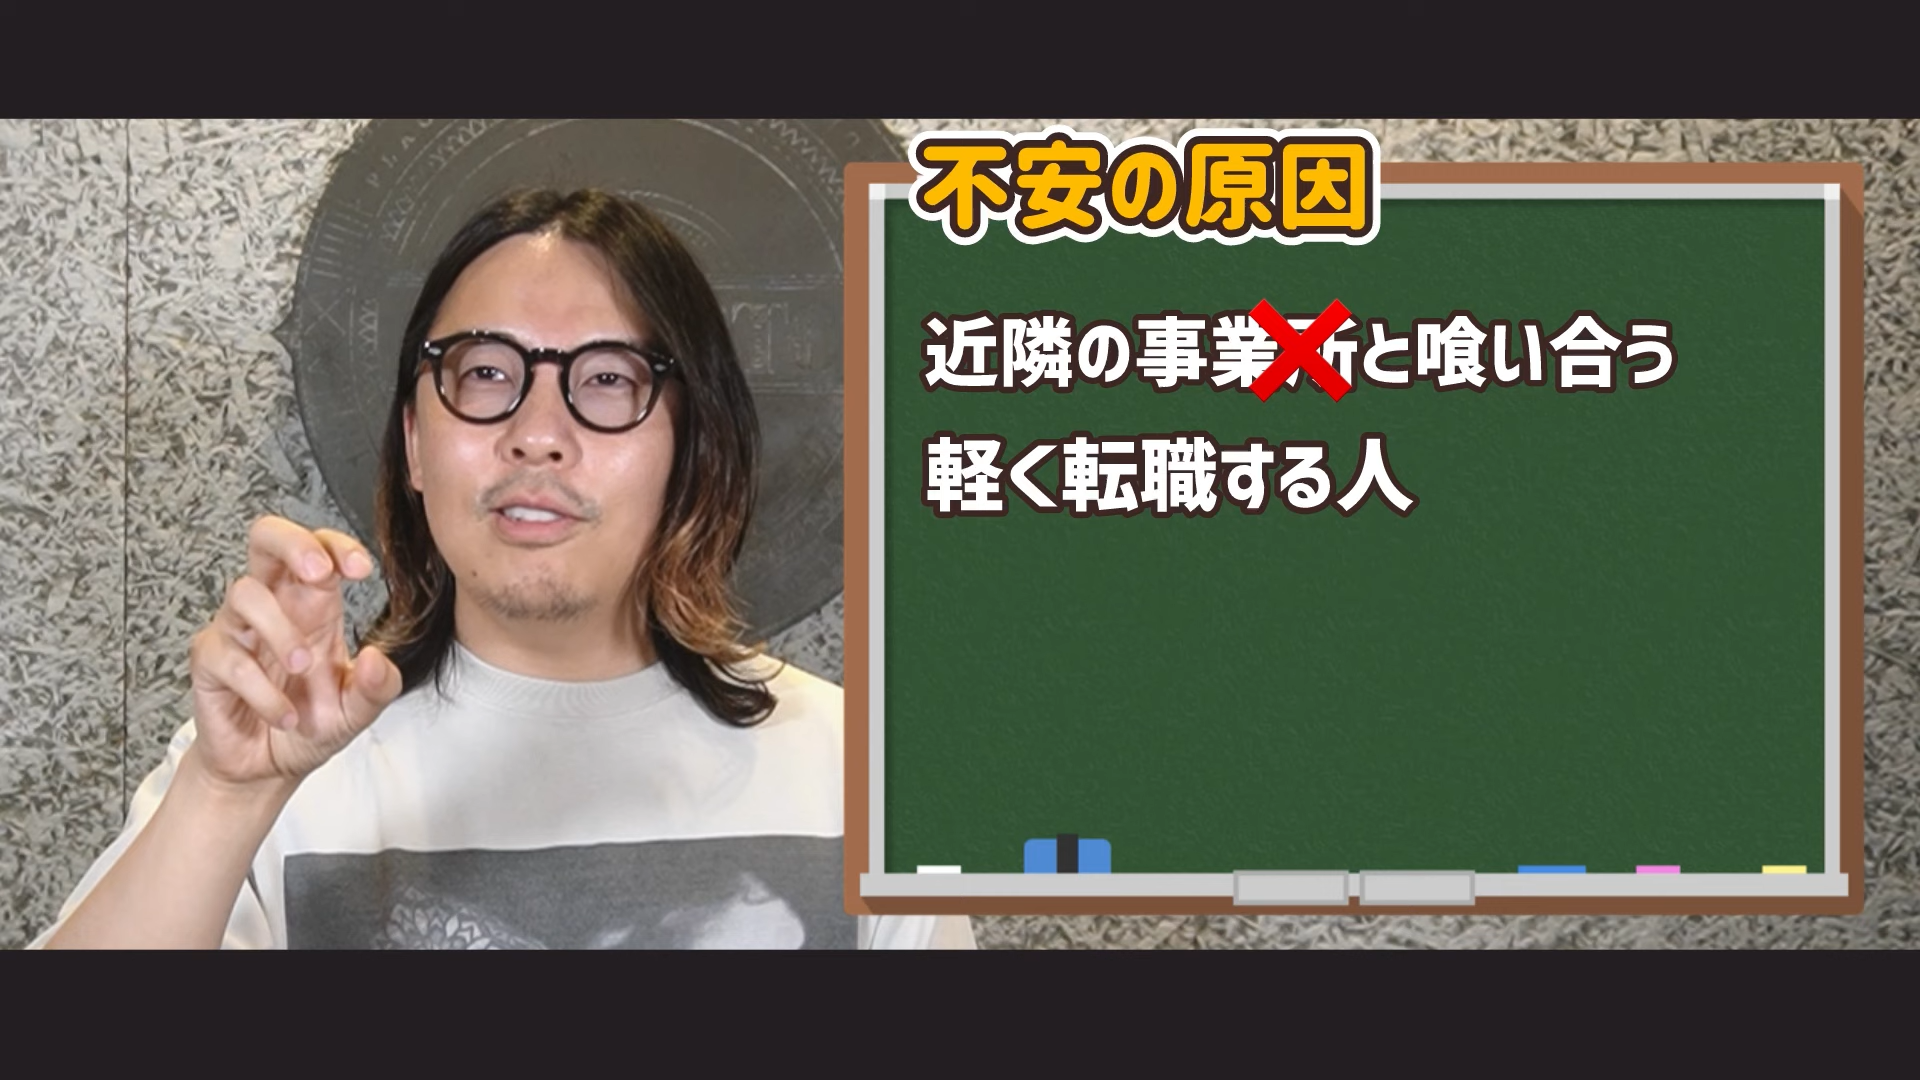 不安の原因
近隣の事業所と喰い合う
軽く転職する人